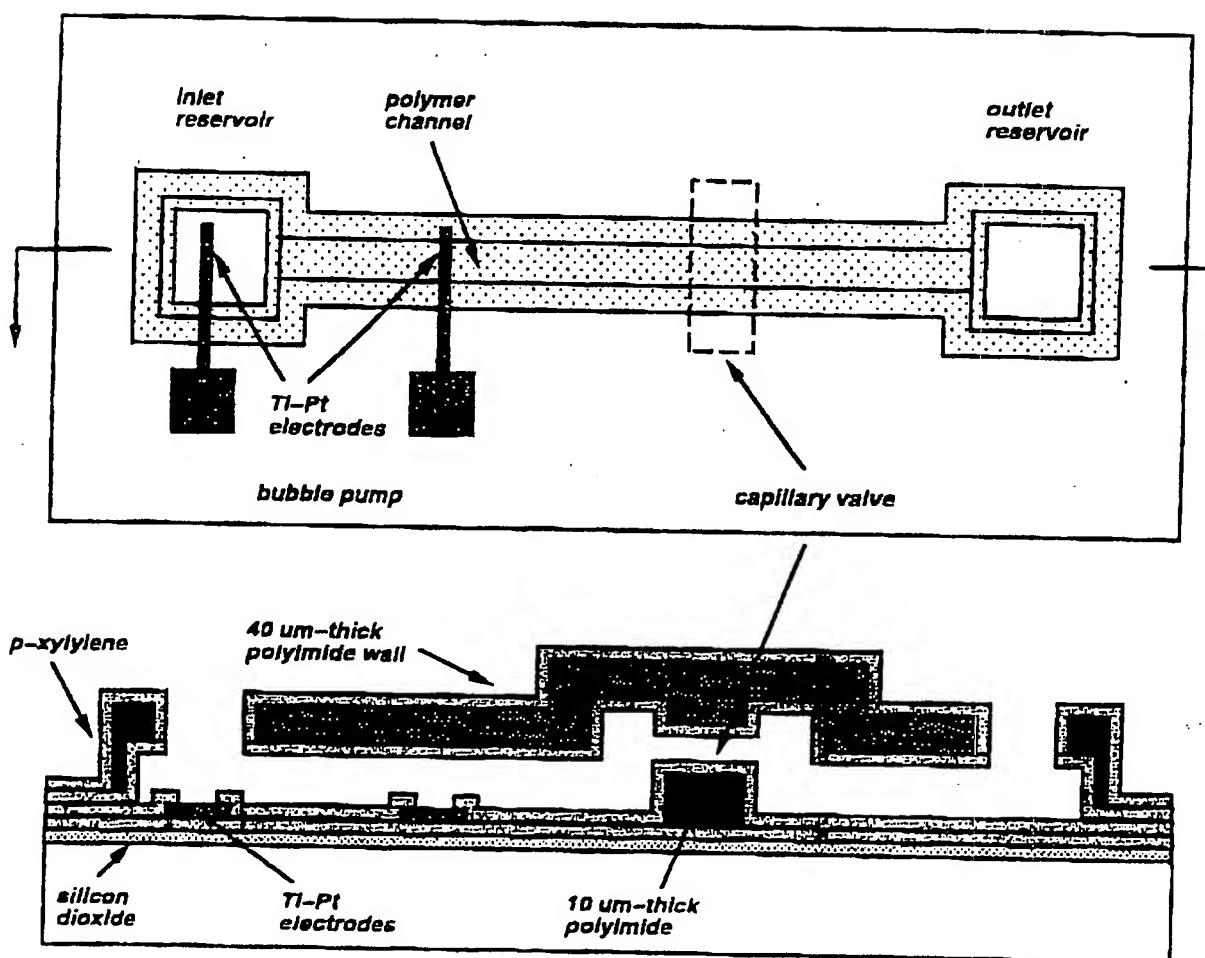 inlet
reservoir
polymer
channel
outlet
reservoir
Ti-Pt
electrodes
bubble pump
capillary valve
p-xylylene
40 um-thick
polyimide wall
silicon
dioxide
Ti-Pt
electrodes
10 um-thick
polyimide